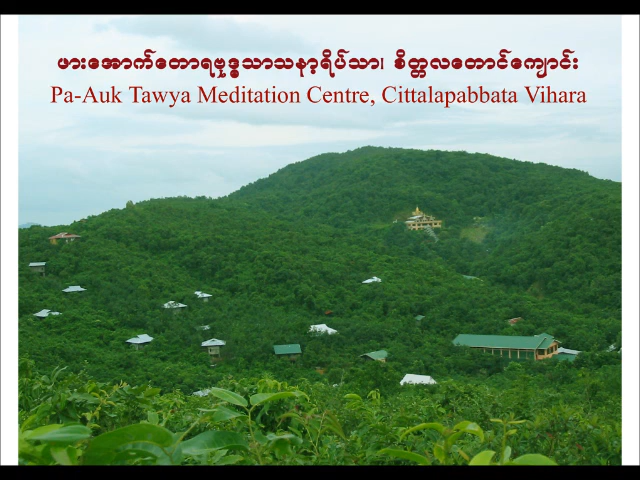 ဖားအောက်တောရဗုဒ္ဓသာသနာ့ရိပ်သာ၊ စိတ္တလတောင်ကျောင်း
Pa-Auk Tawya Meditation Centre, Cittalapabbata Vihara